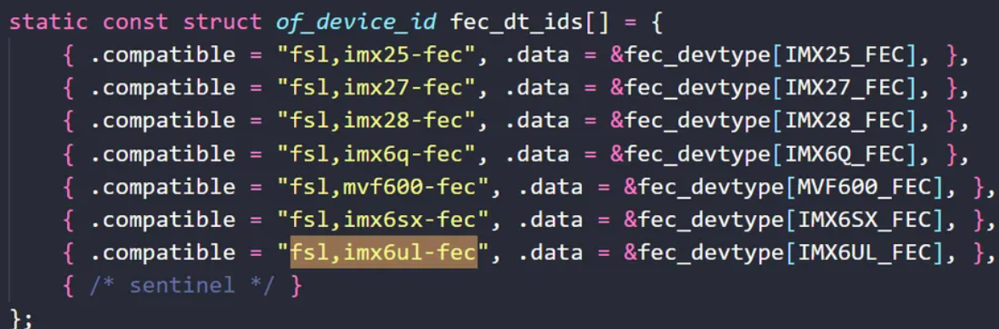 static const struct of_device_id fec_dt_ids[] = {
    { .compatible = "fsl,imx25-fec", .data = &fec_devtype[IMX25_FEC], },
    { .compatible = "fsl,imx27-fec", .data = &fec_devtype[IMX27_FEC], },
    { .compatible = "fsl,imx28-fec", .data = &fec_devtype[IMX28_FEC], },
    { .compatible = "fsl,imx6q-fec", .data = &fec_devtype[IMX6Q_FEC], },
    { .compatible = "fsl,mvf600-fec", .data = &fec_devtype[MVF600_FEC], },
    { .compatible = "fsl,imx6sx-fec", .data = &fec_devtype[IMX6SX_FEC], },
    { .compatible = "fsl,imx6ul-fec", .data = &fec_devtype[IMX6UL_FEC], },
    { /* sentinel */ }
};